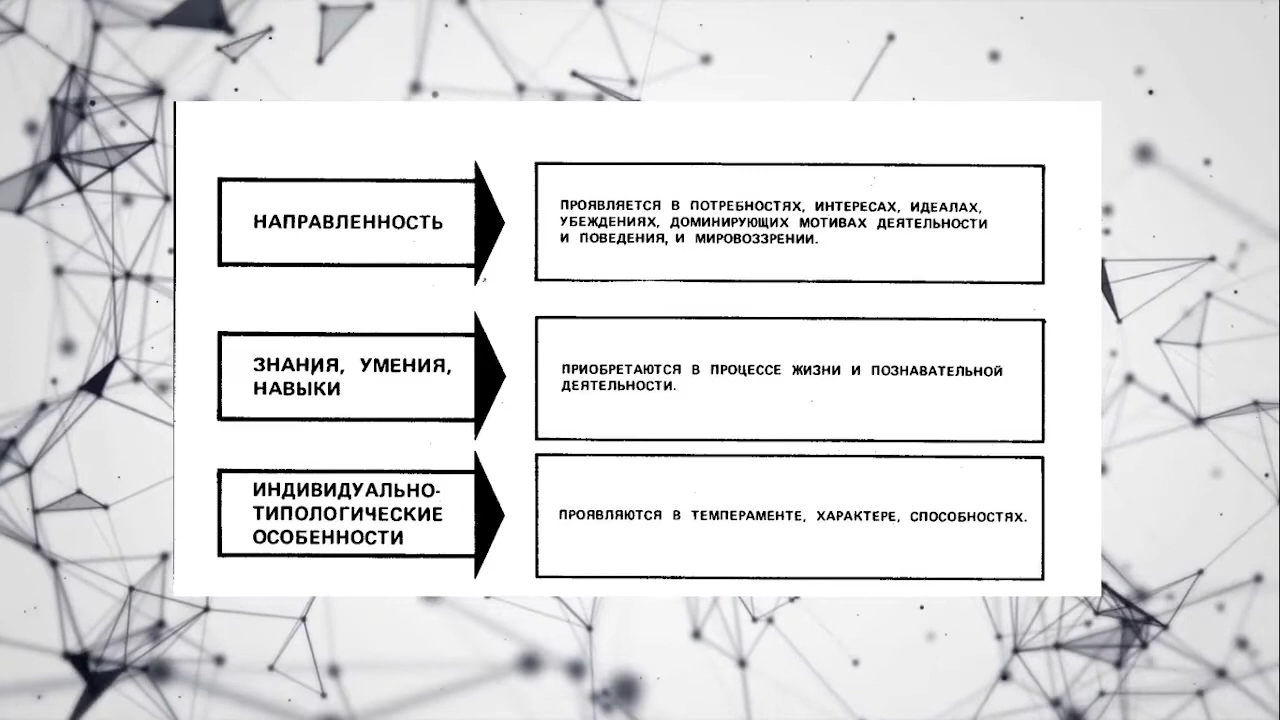 НАПРАВЛЕННОСТЬ
ПРОЯВЛЯЕТСЯ В ПОТРЕБНОСТЯХ, ИНТЕРЕСАХ, ИДЕАЛАХ,
УБЕЖДЕНИЯХ, ДОМИНИРУЮЩИХ МОТИВАХ ДЕЯТЕЛЬНОСТИ
И ПОВЕДЕНИЯ, И МИРОВОЗЗРЕНИИ.
ЗНАНИЯ, УМЕНИЯ,
НАВЫКИ
ПРИОБРЕТАЮТСЯ В ПРОЦЕССЕ ЖИЗНИ И ПОЗНАВАТЕЛЬНОЙ
ДЕЯТЕЛЬНОСТИ.
ИНДИВИДУАЛЬНО-
ТИПОЛОГИЧЕСКИЕ
ОСОБЕННОСТИ
ПРОЯВЛЯЮТСЯ В ТЕМПЕРАМЕНТЕ, ХАРАКТЕРЕ, СПОСОБНОСТЯХ.